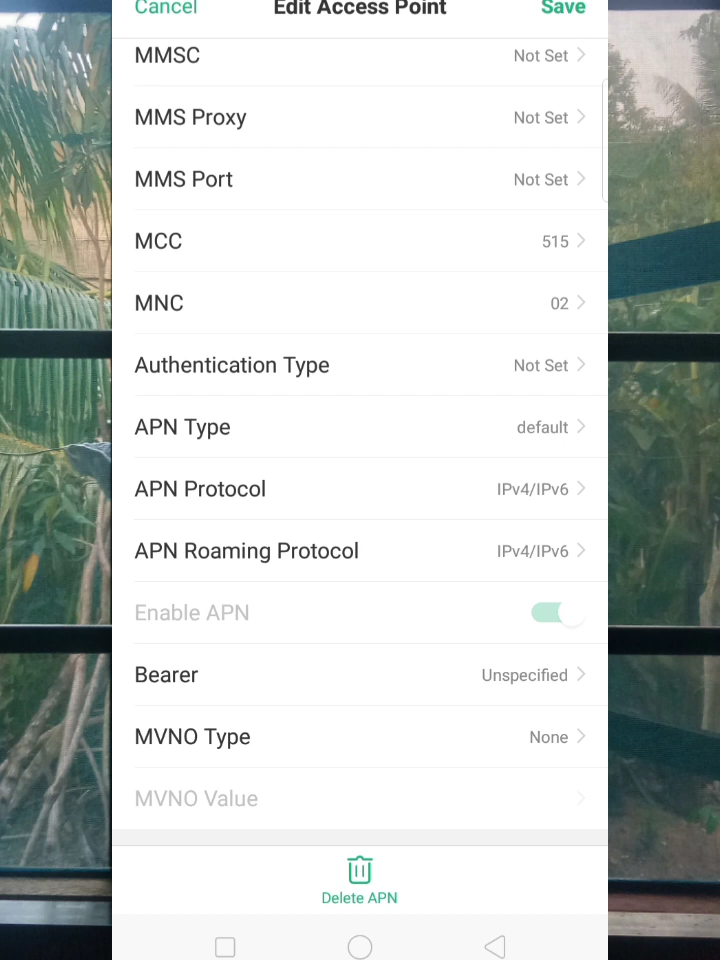 Cancel Edit Access Point Save
MMSC Not Set
MMS Proxy Not Set
MMS Port Not Set
MCC 515
MNC 02
Authentication Type Not Set
APN Type default
APN Protocol IPv4/IPv6
APN Roaming Protocol IPv4/IPv6
Enable APN
Bearer Unspecified
MVNO Type None
MVNO Value
Delete APN